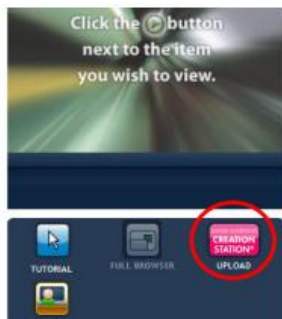 Click the button
next to the item
you wish to view.
CREATION
STATION®
TUTORIAL
FULL BROWSER
UPLOAD